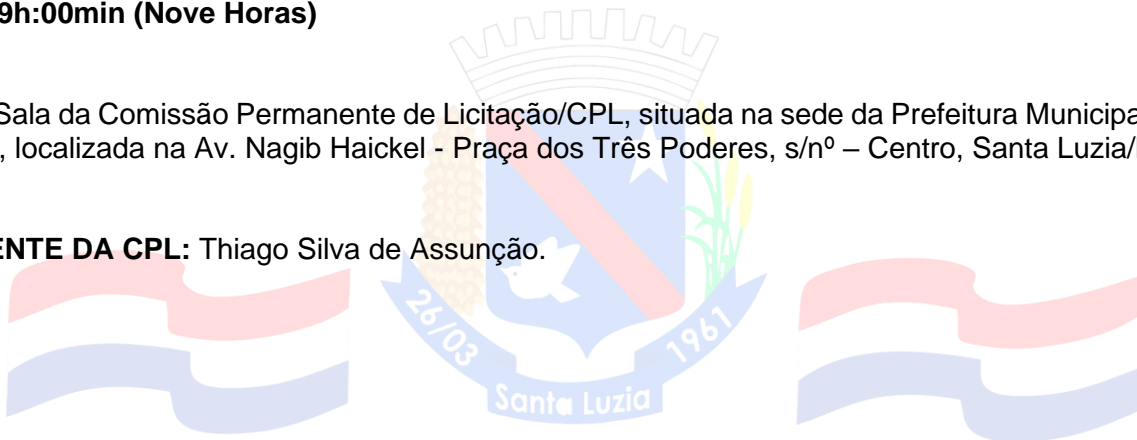 9h:00min (Nove Horas)
Sala da Comissão Permanente de Licitação/CPL, situada na sede da Prefeitura Municipa
, localizada na Av. Nagib Haickel - Praça dos Três Poderes, s/nº – Centro, Santa Luzia/
ENTE DA CPL: Thiago Silva de Assunção.
26/03
1961
Santa Luzia